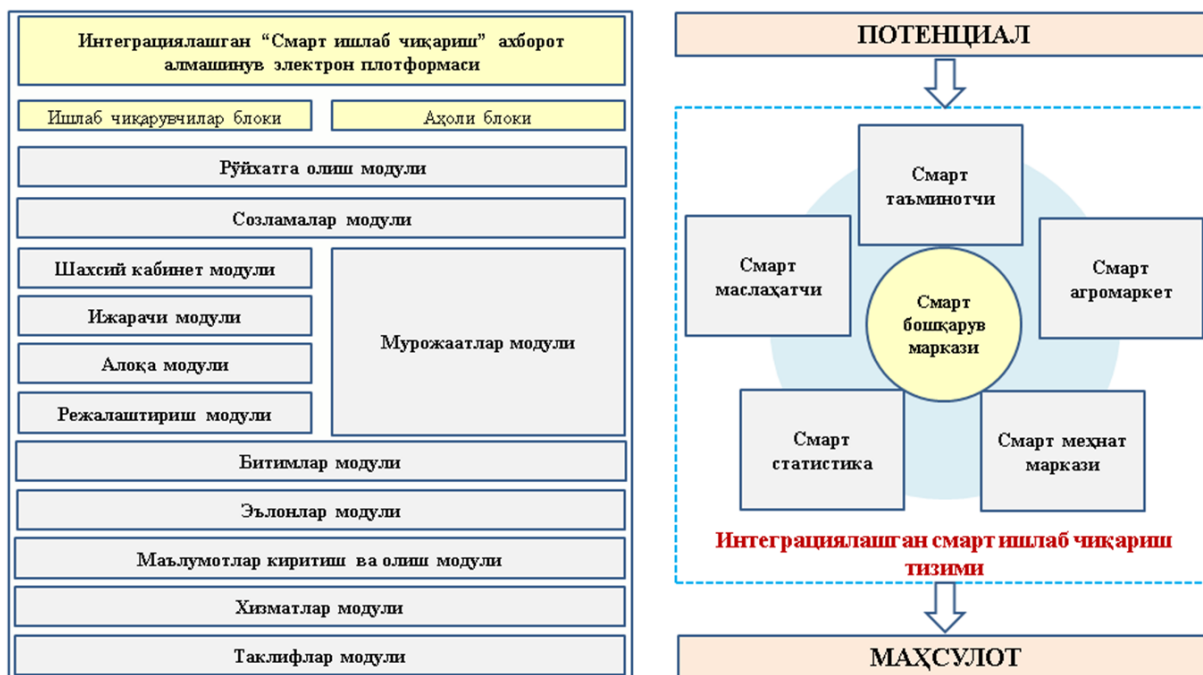 Интеграциялашган “Смарт ишлаб чиқариш” ахборот
алмашинув электрон плотформаси
Ишлаб чиқарувчилар блоки
Аҳоли блоки
Рўйхатга олиш модули
Созламалар модули
Шахсий кабинет модули
Ижарачи модули
Алоқа модули
Режалаштириш модули
Мурожаатлар модули
Битимлар модули
Эълонлар модули
Маълумотлар киритиш ва олиш модули
Хизматлар модули
Таклифлар модули
ПОТЕНЦИАЛ
Смарт
таъминотчи
Смарт
маслаҳатчи
Смарт
агромаркет
Смарт
бошқарув
маркази
Смарт
статистика
Смарт меҳнат
маркази
Интеграциялашган смарт ишлаб чиқариш
тизими
МАҲСУЛОТ